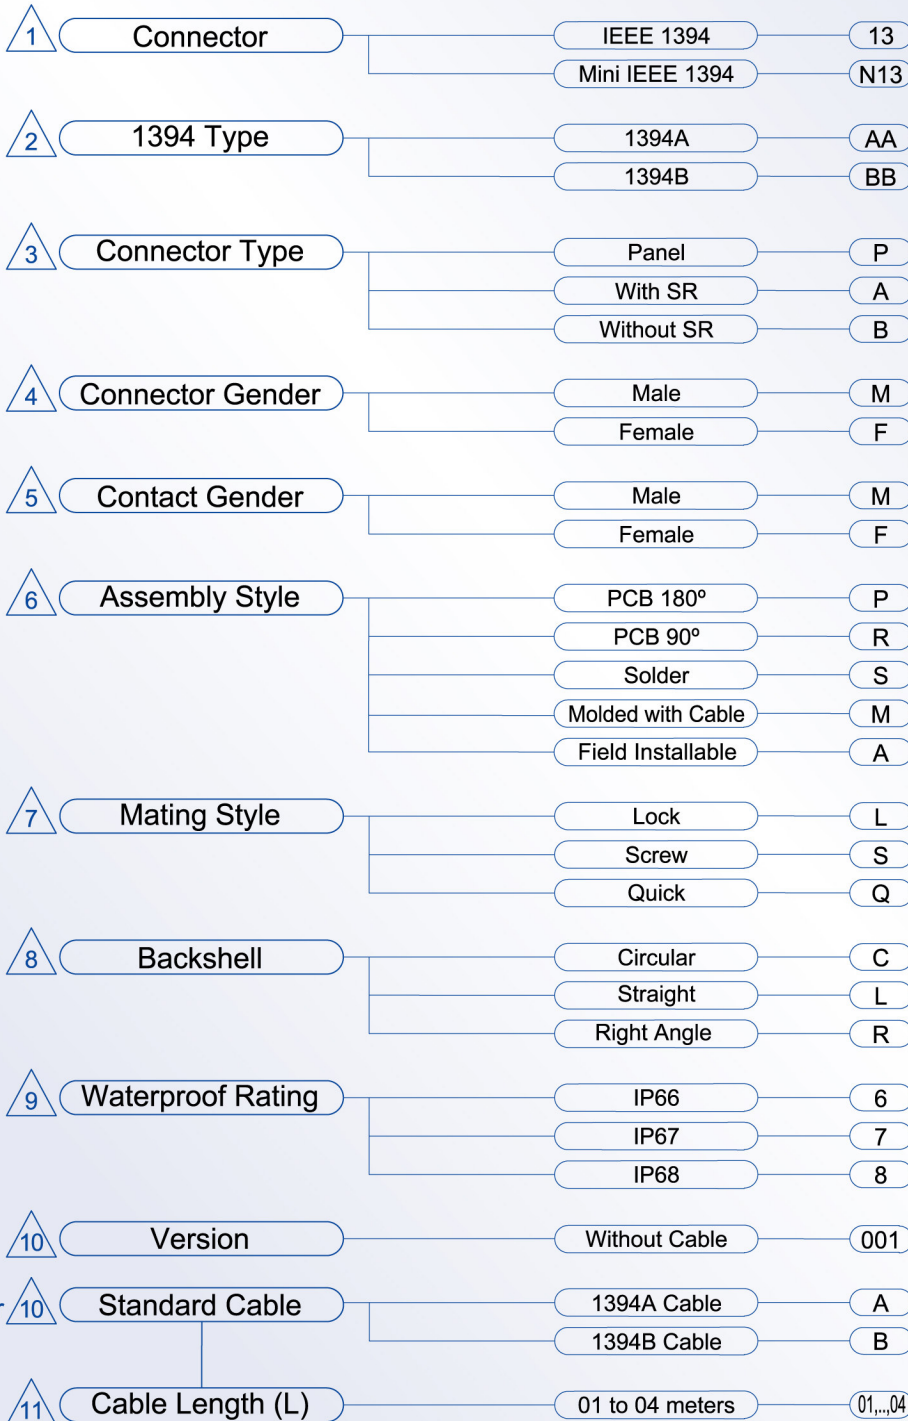 1 Connector IEEE 1394 13
Mini IEEE 1394 N13
2 1394 Type 1394A AA
1394B BB
3 Connector Type Panel P
With SR A
Without SR B
4 Connector Gender Male M
Female F
5 Contact Gender Male M
Female F
6 Assembly Style PCB 180º P
PCB 90º R
Solder S
Molded with Cable M
Field Installable A
7 Mating Style Lock L
Screw S
Quick Q
8 Backshell Circular C
Straight L
Right Angle R
9 Waterproof Rating IP66 6
IP67 7
IP68 8
10 Version Without Cable 001
10 Standard Cable 1394A Cable A
1394B Cable B
11 Cable Length (L) 01 to 04 meters 01,..,04